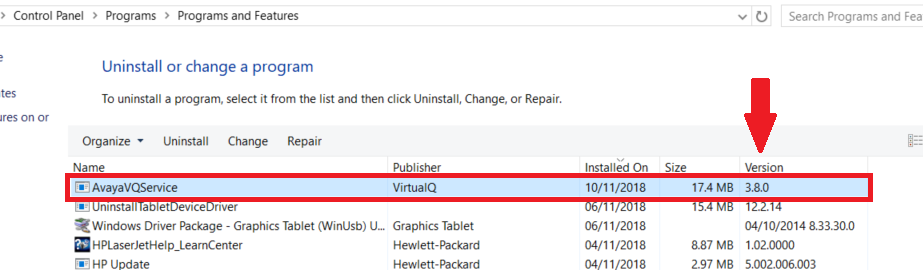 > Control Panel > Programs > Programs and Features
Search Programs and Fea
Uninstall or change a program
To uninstall a program, select it from the list and then click Uninstall, Change, or Repair.
ures on or
Organize Uninstall Change Repair
Name Publisher Installed On Size Version
AvayaVQService VirtualQ 10/11/2018 17.4 MB 3.8.0
UninstallTabletDeviceDriver 06/11/2018 15.4 MB 12.2.14
Windows Driver Package - Graphics Tablet (WinUsb) U... Graphics Tablet 06/11/2018 04/10/2014 8.33.30.0
HPLaserJetHelp_LearnCenter Hewlett-Packard 04/11/2018 8.87 MB 1.02.0000
HP Update Hewlett-Packard 04/11/2018 2.97 MB 5.002.006.003